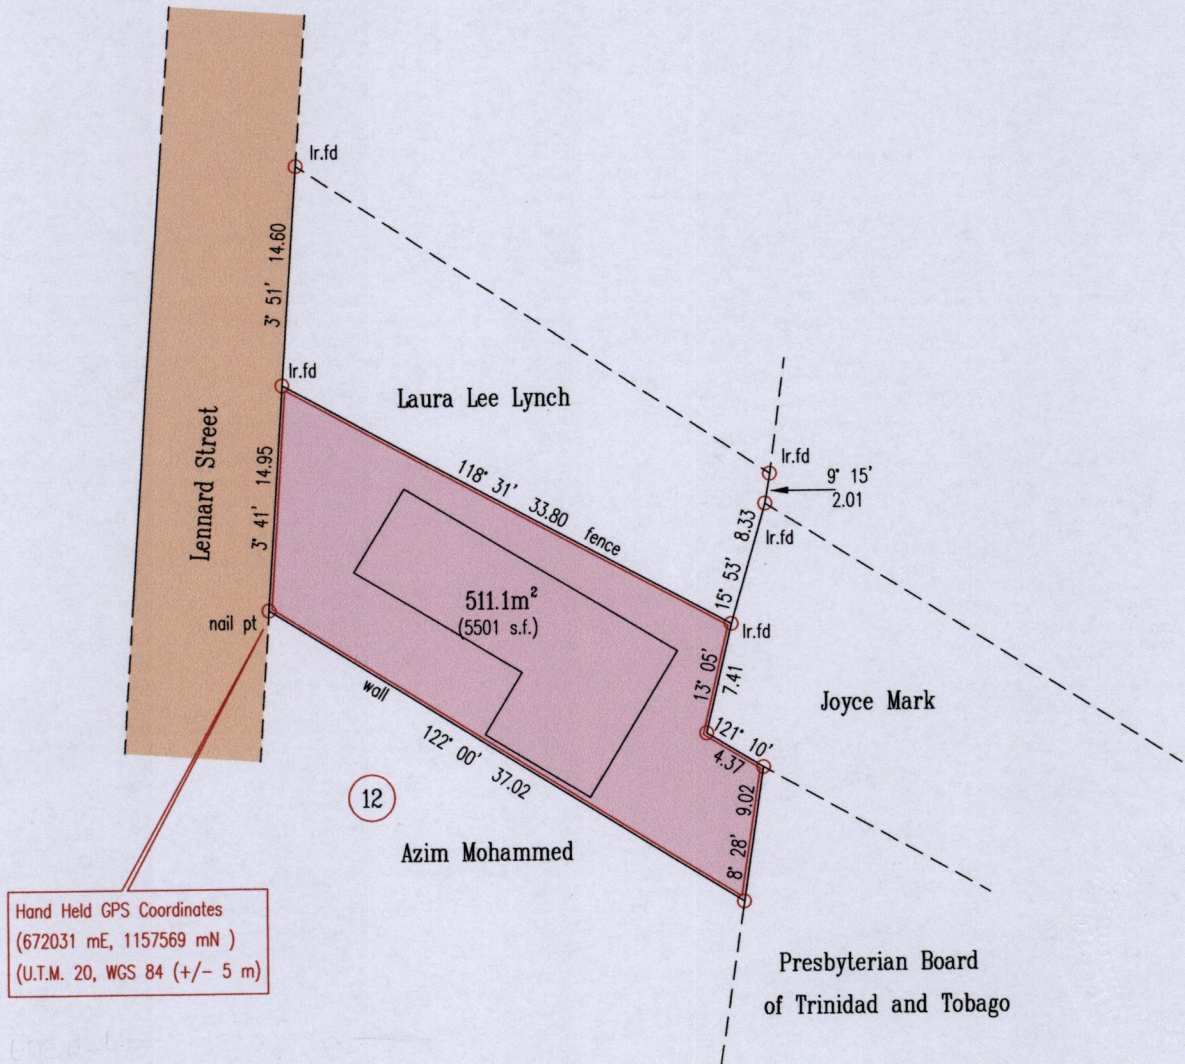 Ir.fd
3° 51' 14.60
Ir.fd
Laura Lee Lynch
Lennard Street
3° 41' 14.95
118° 31' 33.80 fence
Ir.fd
9° 15'
2.01
Ir.fd
15° 53' 8.33
511.1m²
(5501 s.f.)
nail pt
Ir.fd
13° 05'
7.41
wall
Joyce Mark
121° 10'
4.37
122° 00' 37.02
12
8° 28' 9.02
Azim Mohammed
Hand Held GPS Coordinates
(672031 mE, 1157569 mN )
(U.T.M. 20, WGS 84 (+/- 5 m)
Presbyterian Board
of Trinidad and Tobago